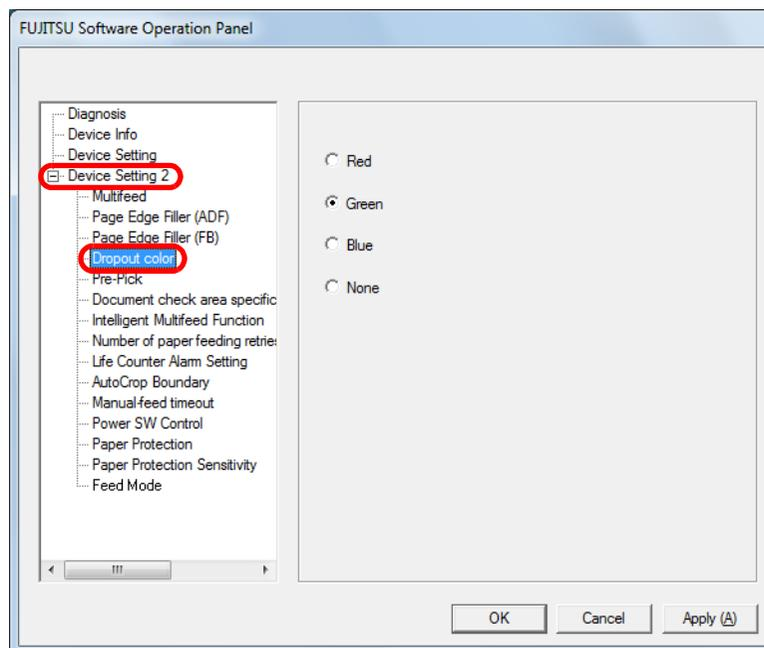 FUJITSU Software Operation Panel
Diagnosis
Device Info
Device Setting
Device Setting 2
Multifeed
Page Edge Filler (ADF)
Page Edge Filler (FB)
Dropout color
Pre-Pick
Document check area specific
Intelligent Multifeed Function
Number of paper feeding retries
Life Counter Alarm Setting
AutoCrop Boundary
Manual-feed timeout
Power SW Control
Paper Protection
Paper Protection Sensitivity
Feed Mode
Red
Green
Blue
None
OK
Cancel
Apply (A)